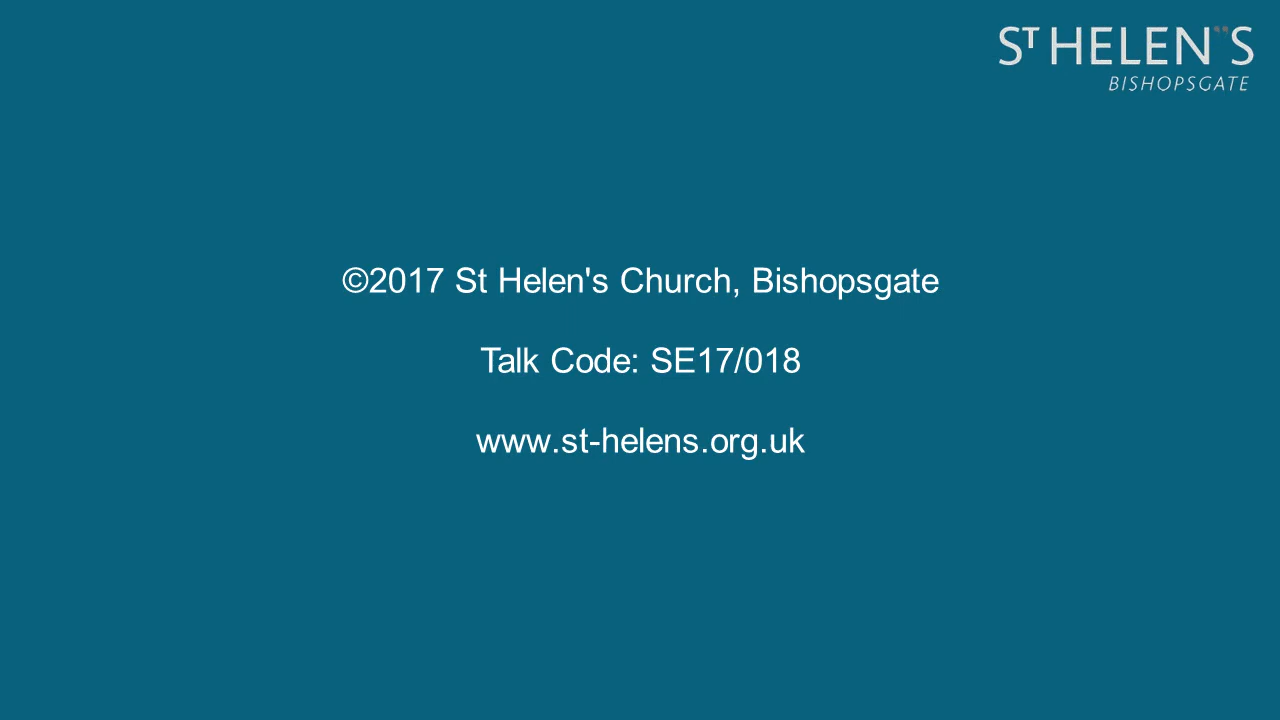 ST HELEN''S
BISHOPSGATE
©2017 St Helen's Church, Bishopsgate
Talk Code: SE17/018
www.st-helens.org.uk